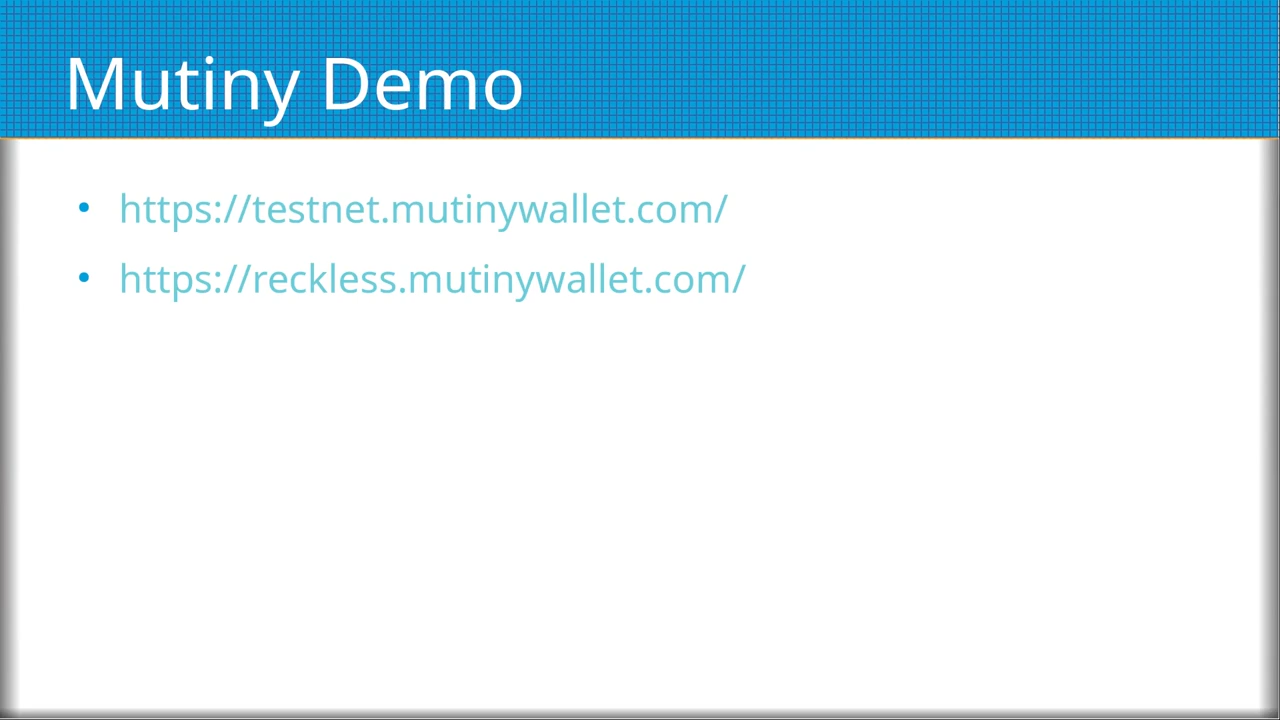 Mutiny Demo
• https://testnet.mutinywallet.com/
• https://reckless.mutinywallet.com/